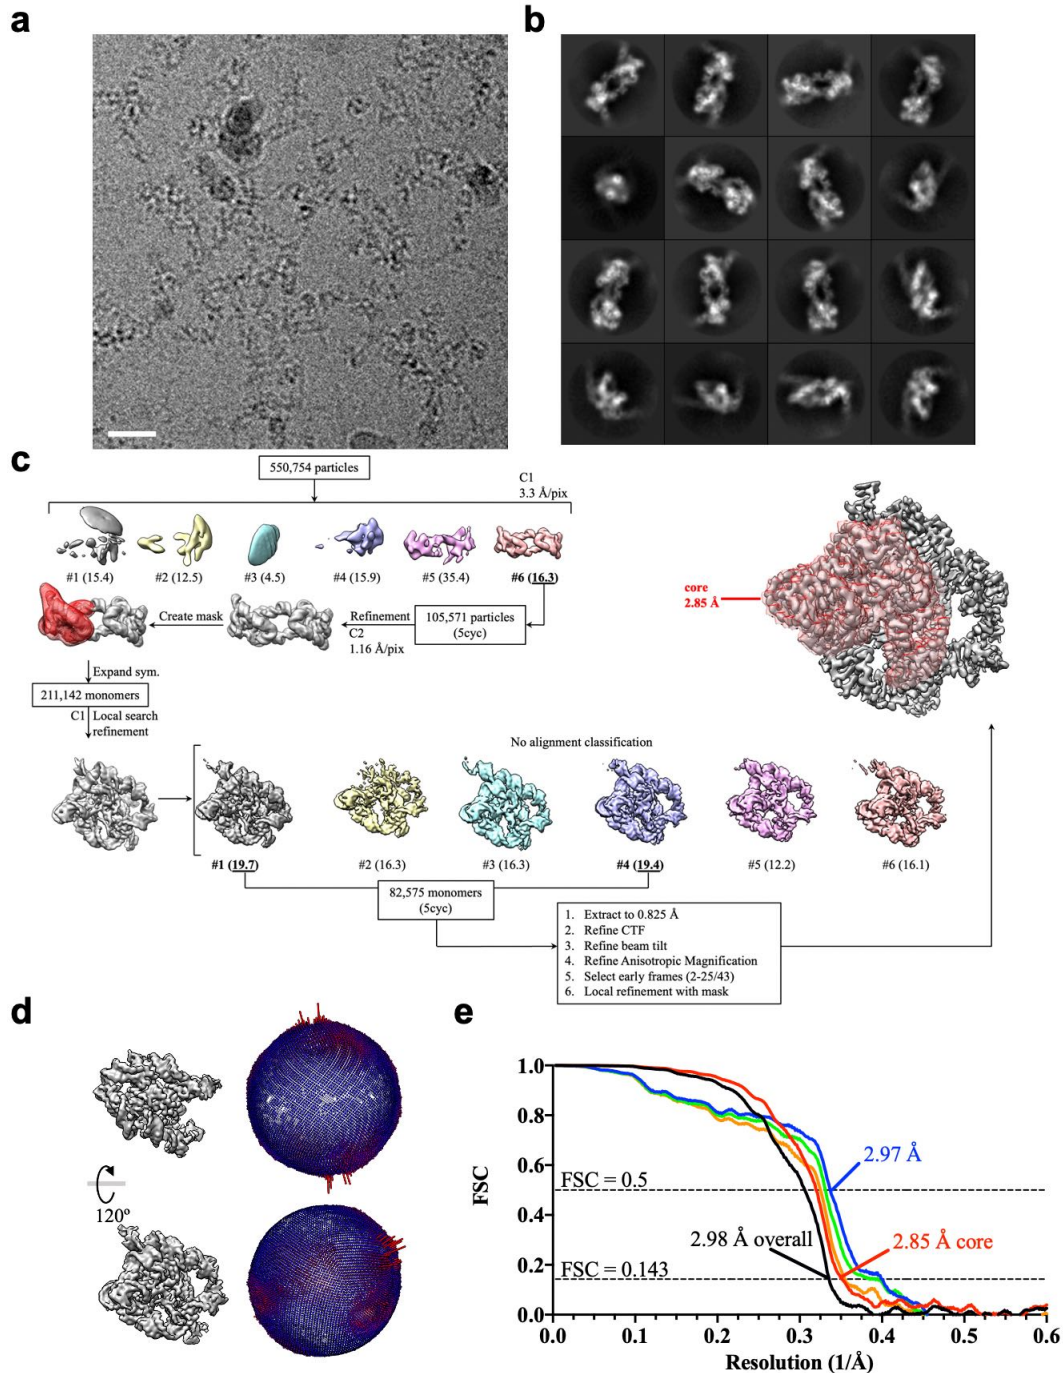 a
b
c
550,754 particles
C1
3.3 Å/pix
#1 (15.4)
#2 (12.5)
#3 (4.5)
#4 (15.9)
#5 (35.4)
#6 (16.3)
core
2.85 Å
Create mask
Refinement
C2
1.16 Å/pix
105,571 particles
(5cyc)
Expand sym.
211,142 monomers
C1
Local search
refinement
No alignment classification
#1 (19.7)
#2 (16.3)
#3 (16.3)
#4 (19.4)
#5 (12.2)
#6 (16.1)
82,575 monomers
(5cyc)
1. Extract to 0.825 Å
2. Refine CTF
3. Refine beam tilt
4. Refine Anisotropic Magnification
5. Select early frames (2-25/43)
6. Local refinement with mask
d
120º
e
FSC
1.0
0.8
0.6
0.4
0.2
0.0
FSC = 0.5
FSC = 0.143
2.97 Å
2.98 Å overall
2.85 Å core
0.0 0.1 0.2 0.3 0.4 0.5 0.6
Resolution (1/Å)